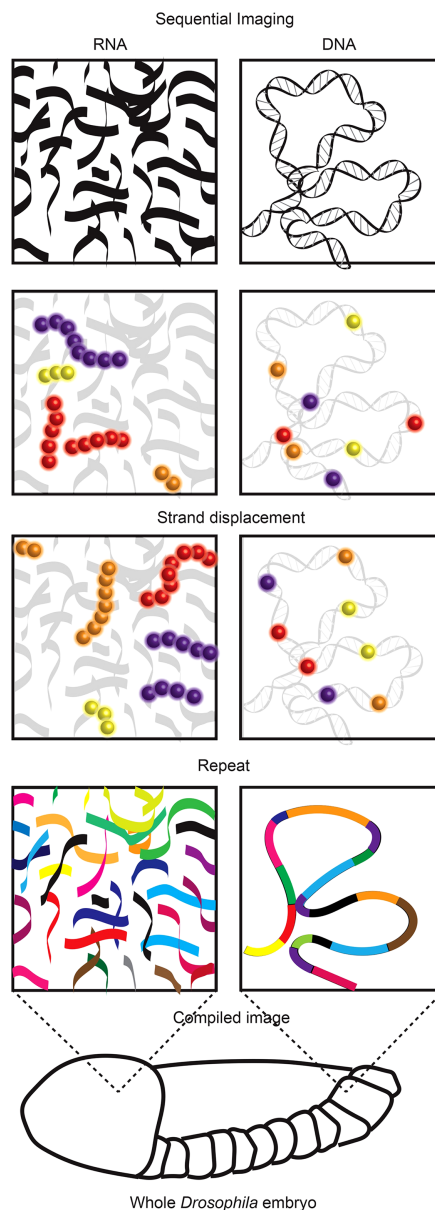 Sequential Imaging
RNA
DNA
Strand displacement
Repeat
Compiled image
Whole Drosophila embryo